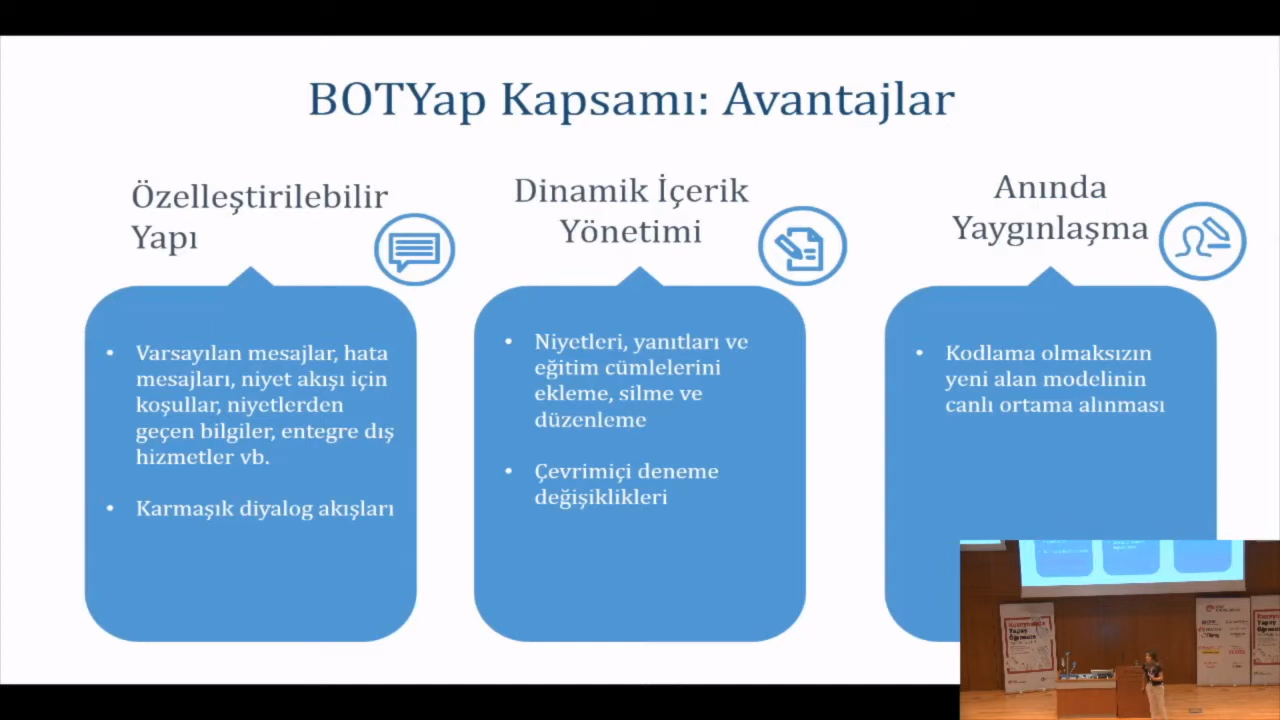 BOTYap Kapsamı: Avantajlar
Özelleştirilebilir
Yapı
Varsayılan mesajlar, hata
mesajları, niyet akışı için
koşullar, niyetlerden
geçen bilgiler, entegre dış
hizmetler vb.
Karmaşık diyalog akışları
Dinamik İçerik
Yönetimi
Niyetleri, yanıtları ve
eğitim cümlelerini
ekleme, silme ve
düzenleme
Çevrimiçi deneme
değişiklikleri
Anında
Yaygınlaşma
Kodlama olmaksızın
yeni alan modelinin
canlı ortama alınması
Yapay
Öğrenme